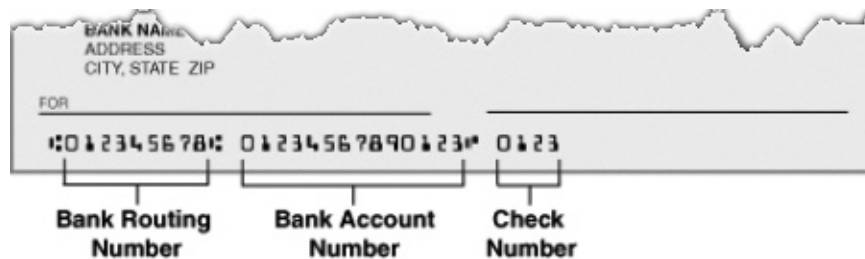 BANK NAME
ADDRESS
CITY, STATE ZIP
FOR
⑆012345678⑆ 01234567890123⑈ 0123
Bank Routing Number
Bank Account Number
Check Number